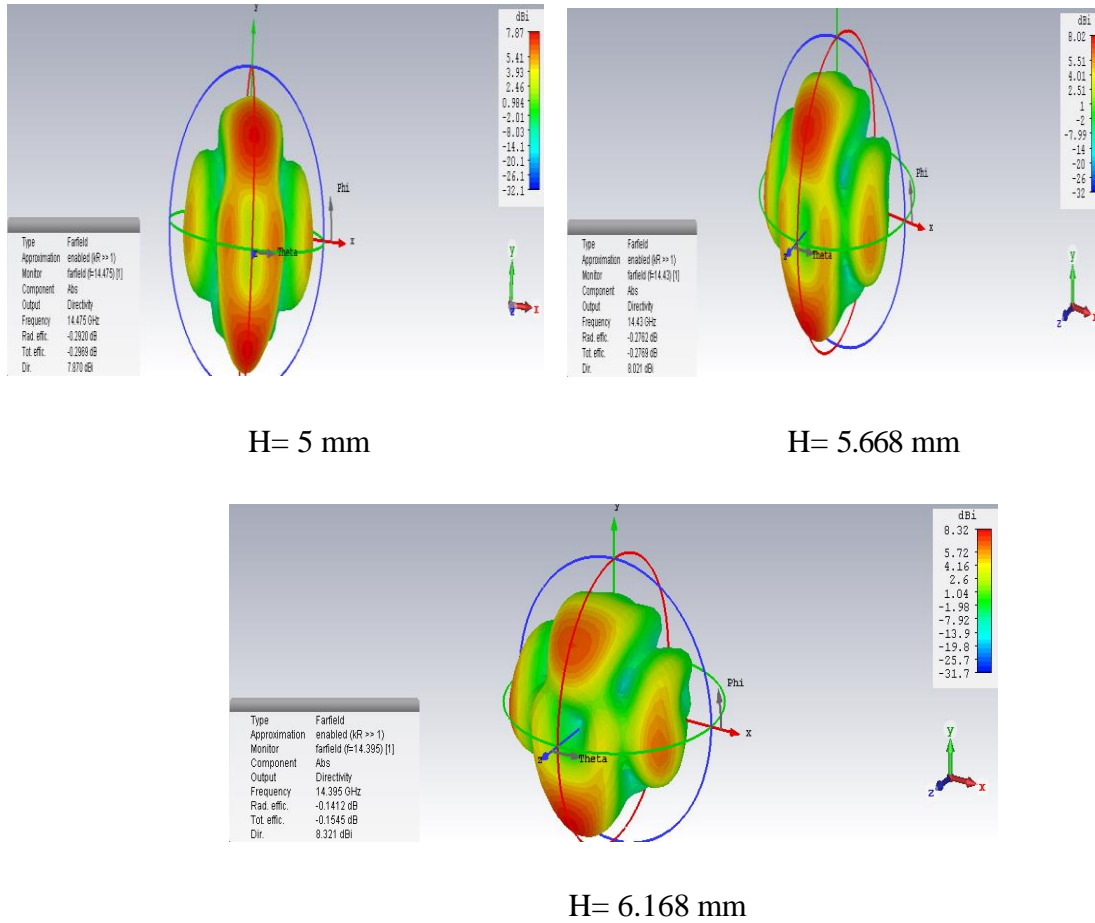 y
dBi
7.87
5.41
3.93
2.46
0.984
-2.01
-8.03
-14.1
-20.1
-26.1
-32.1
Phi
x
z
Theta
y
z
x
Type Farfield
Approximation enabled (kR >> 1)
Monitor farfield (f=14.475) [1]
Component Abs
Output Directivity
Frequency 14.475 GHz
Rad. effic. -0.2920 dB
Tot. effic. -0.2969 dB
Dir. 7.870 dBi
H= 5 mm
dBi
8.02
5.51
4.01
2.51
1
-2
-7.99
-14
-20
-26
-32
Phi
x
z
Theta
y
z
x
Type Farfield
Approximation enabled (kR >> 1)
Monitor farfield (f=14.43) [1]
Component Abs
Output Directivity
Frequency 14.43 GHz
Rad. effic. -0.2762 dB
Tot. effic. -0.2769 dB
Dir. 8.021 dBi
H= 5.668 mm
y
dBi
8.32
5.72
4.16
2.6
1.04
-1.98
-7.92
-13.9
-19.8
-25.7
-31.7
Phi
x
z
Theta
y
z
x
Type Farfield
Approximation enabled (kR >> 1)
Monitor farfield (f=14.395) [1]
Component Abs
Output Directivity
Frequency 14.395 GHz
Rad. effic. -0.1412 dB
Tot. effic. -0.1545 dB
Dir. 8.321 dBi
H= 6.168 mm